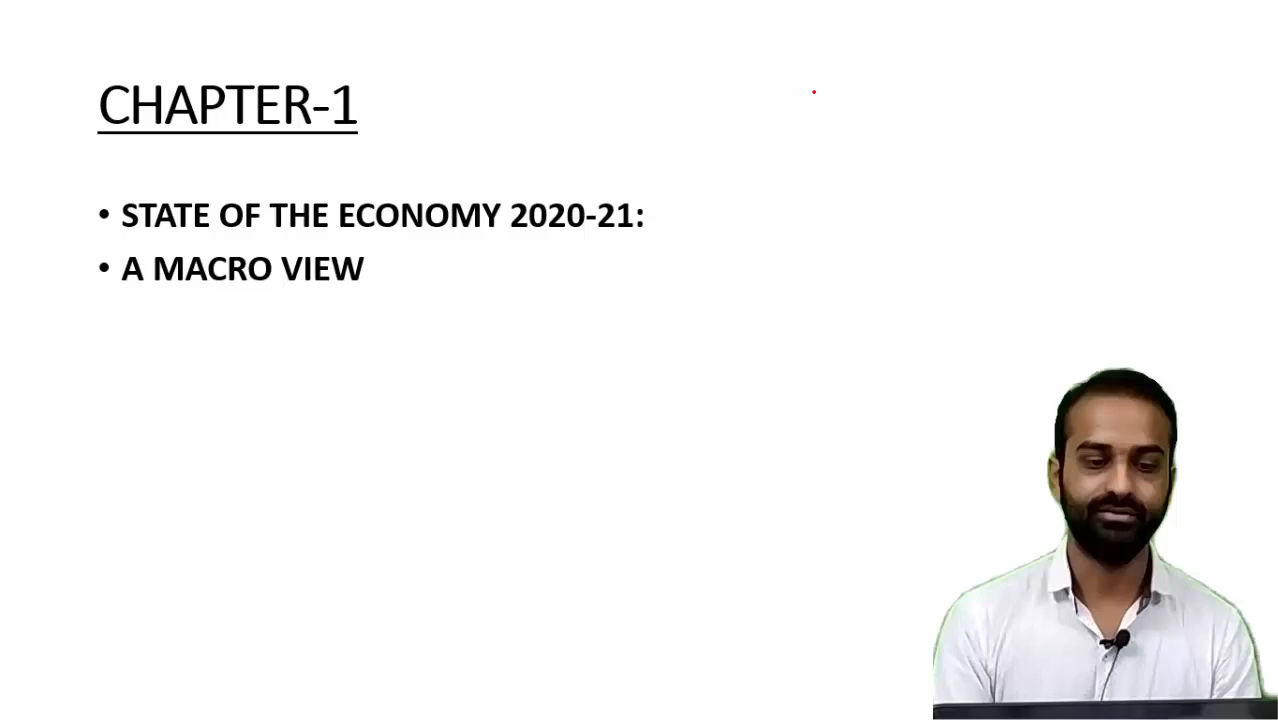 CHAPTER-1
• STATE OF THE ECONOMY 2020-21:
• A MACRO VIEW